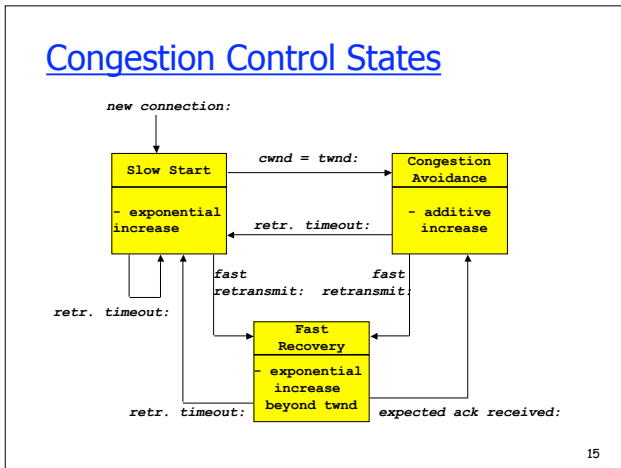 Congestion Control States
new connection:
Slow Start
- exponential
increase
cwnd = twnd:
Congestion
Avoidance
- additive
increase
retr. timeout:
fast
retransmit:
fast
retransmit:
retr. timeout:
Fast
Recovery
- exponential
increase
beyond twnd
retr. timeout:
expected ack received:
15